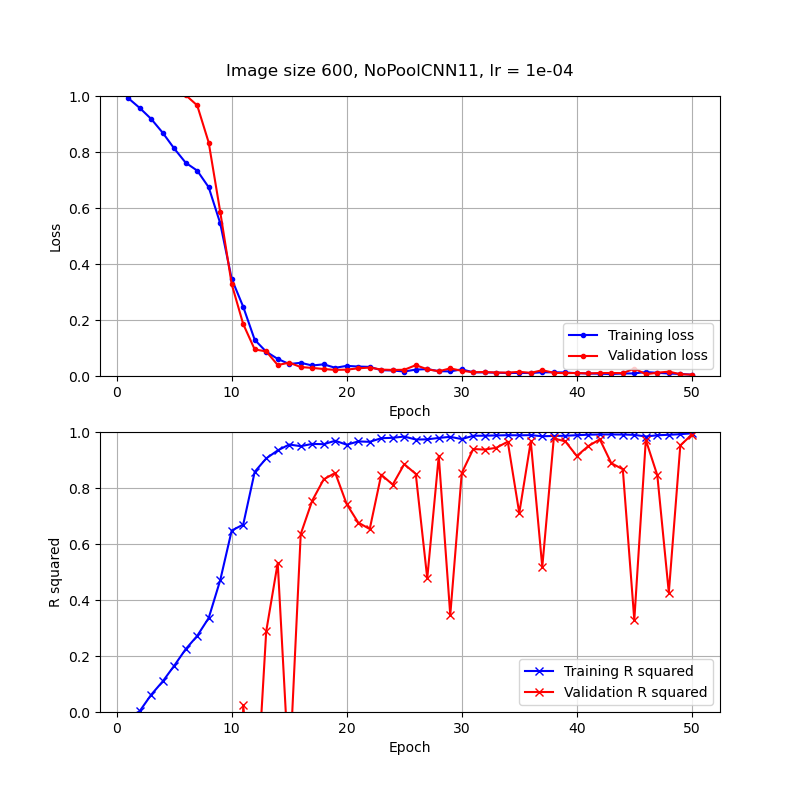 Image size 600, NoPoolCNN11, lr = 1e-04
1.0
0.8
0.6
0.4
0.2
0.0
Loss
0 10 20 30 40 50
Epoch
Training loss
Validation loss
1.0
0.8
0.6
0.4
0.2
0.0
R squared
0 10 20 30 40 50
Epoch
Training R squared
Validation R squared